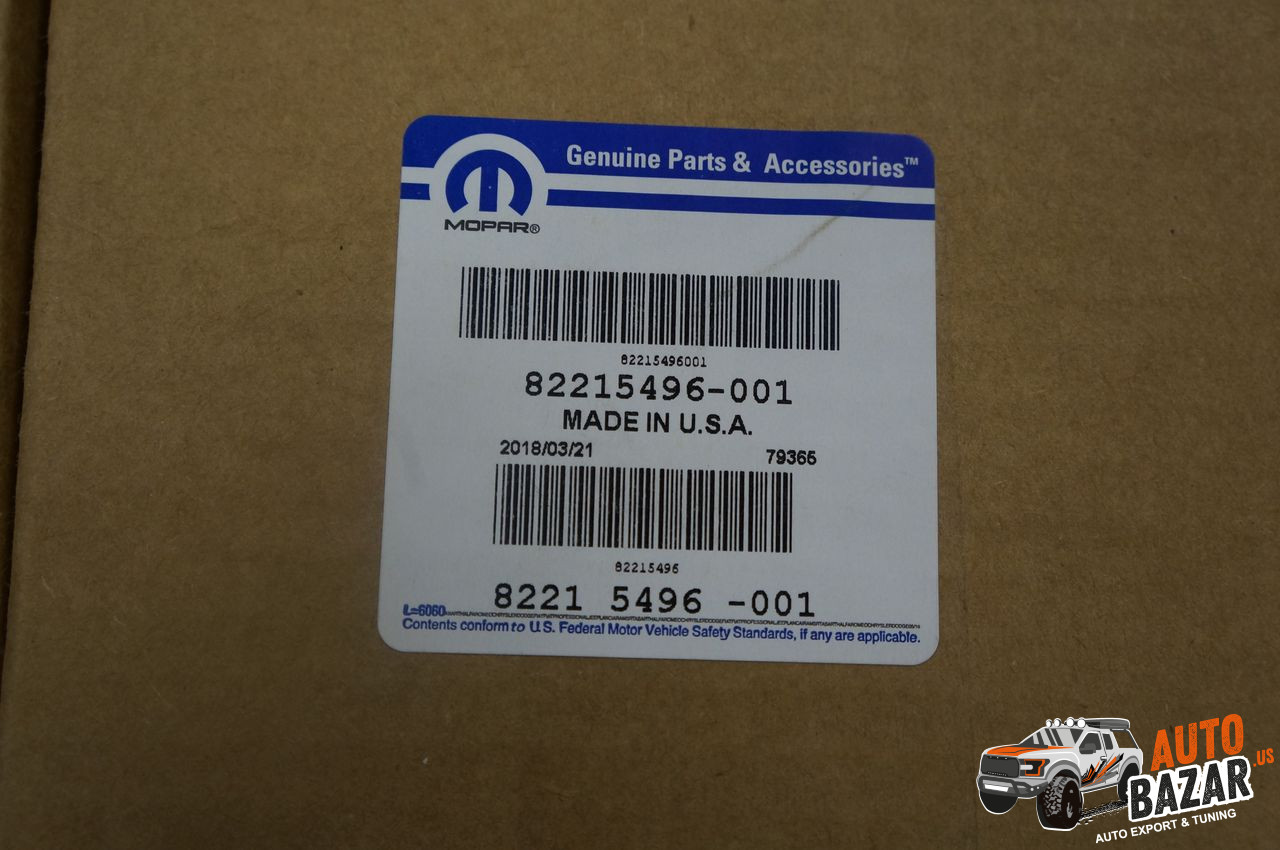 Genuine Parts & Accessories™
MOPAR®
82215496001
82215496-001
MADE IN U.S.A.
2018/03/21 79365
82215496
8221 5496 -001
L=6060
Contents conform to U.S. Federal Motor Vehicle Safety Standards, if any are applicable.
AUTO
BAZAR.US
AUTO EXPORT & TUNING